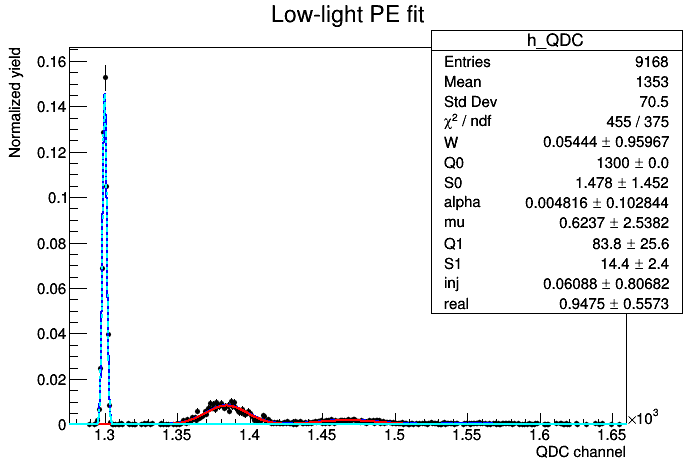 Low-light PE fit
h_QDC
Entries 9168
Mean 1353
Std Dev 70.5
χ² / ndf 455 / 375
W 0.05444 ± 0.95967
Q0 1300 ± 0.0
S0 1.478 ± 1.452
alpha 0.004816 ± 0.102844
mu 0.6237 ± 2.5382
Q1 83.8 ± 25.6
S1 14.4 ± 2.4
inj 0.06088 ± 0.80682
real 0.9475 ± 0.5573
Normalized yield
0.16
0.14
0.12
0.1
0.08
0.06
0.04
0.02
0
1.3 1.35 1.4 1.45 1.5 1.55 1.6 1.65
×10³
QDC channel